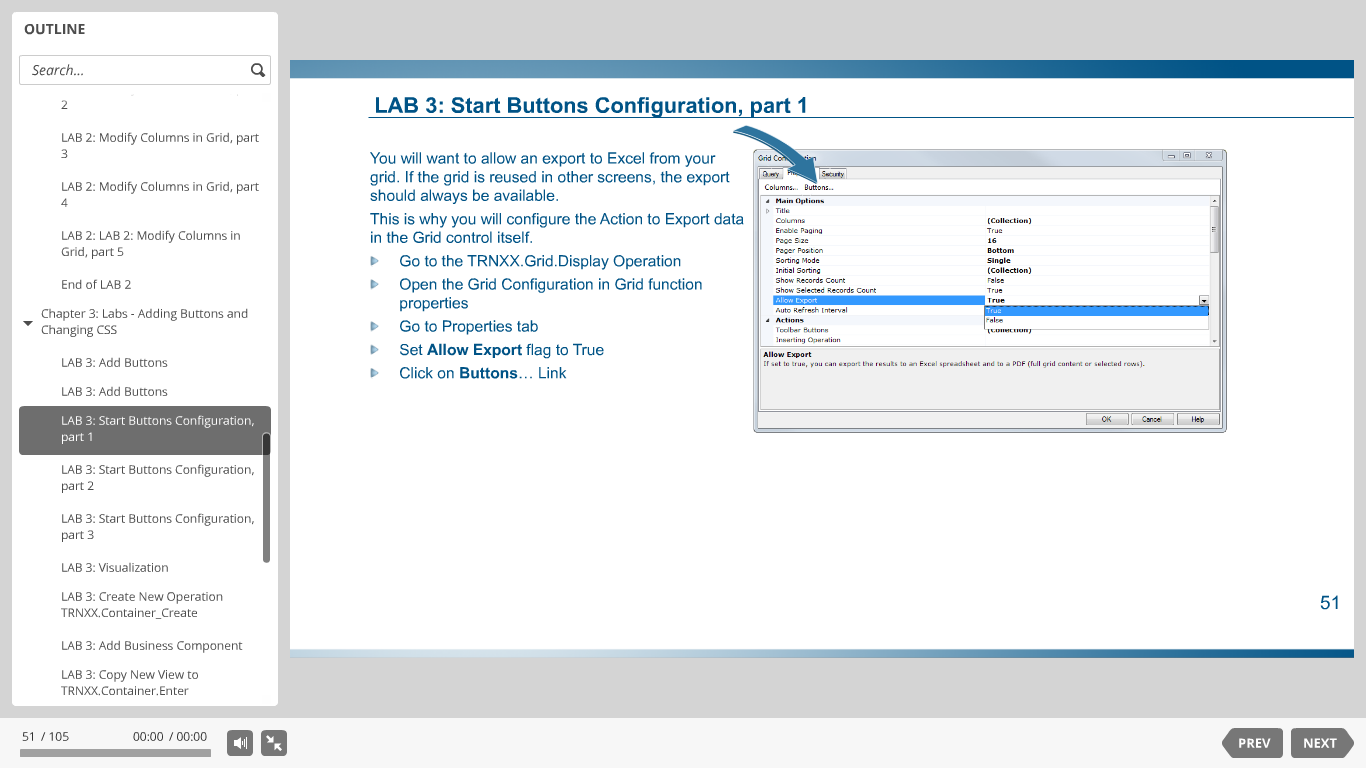 OUTLINE
Search...
2
LAB 2: Modify Columns in Grid, part
3
LAB 2: Modify Columns in Grid, part
4
LAB 2: LAB 2: Modify Columns in
Grid, part 5
End of LAB 2
Chapter 3: Labs - Adding Buttons and
Changing CSS
LAB 3: Add Buttons
LAB 3: Add Buttons
LAB 3: Start Buttons Configuration,
part 1
LAB 3: Start Buttons Configuration,
part 2
LAB 3: Start Buttons Configuration,
part 3
LAB 3: Visualization
LAB 3: Create New Operation
TRNXX.Container_Create
LAB 3: Add Business Component
LAB 3: Copy New View to
TRNXX.Container.Enter
LAB 3: Start Buttons Configuration, part 1
You will want to allow an export to Excel from your
grid. If the grid is reused in other screens, the export
should always be available.
This is why you will configure the Action to Export data
in the Grid control itself.
Go to the TRNXX.Grid.Display Operation
Open the Grid Configuration in Grid function
properties
Go to Properties tab
Set Allow Export flag to True
Click on Buttons… Link
Grid
Query Security
Columns... Buttons...
Main Options
Title
Columns (Collection)
Enable Paging True
Page Size 16
Pager Position Bottom
Sorting Mode Single
Initial Sorting (Collection)
Show Records Count False
Show Selected Records Count True
Allow Export True
Auto Refresh Interval True
Actions False
Toolbar Buttons (Collection)
Inserting Operation
Allow Export
If set to true, you can export the results to an Excel spreadsheet and to a PDF (full grid content or selected rows).
OK Cancel Help
51
51 / 105 00:00 / 00:00
PREV NEXT